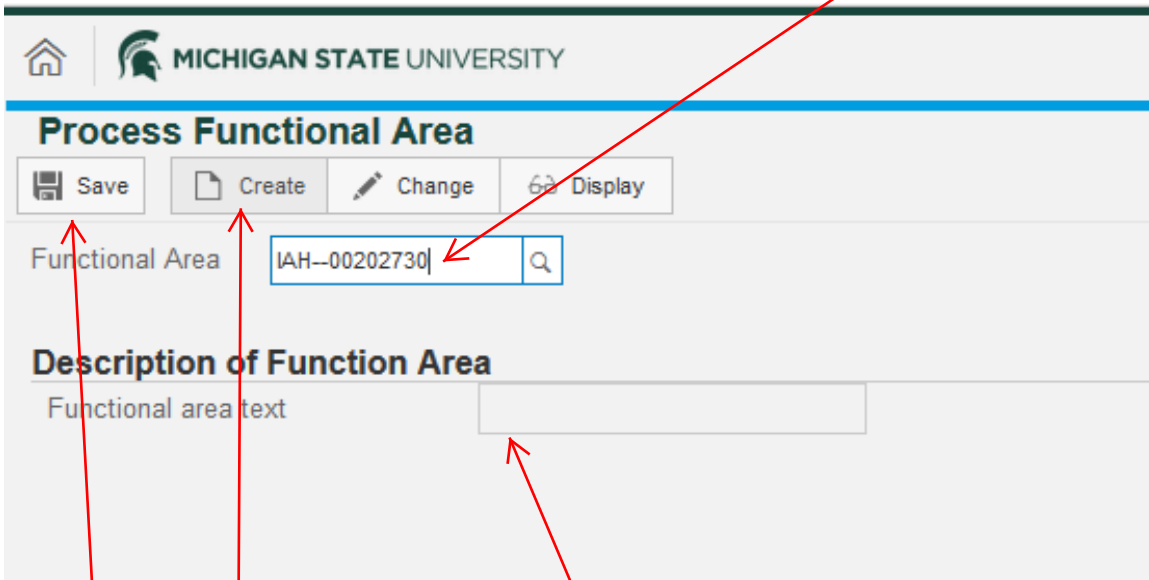 MICHIGAN STATE UNIVERSITY
Process Functional Area
Save Create Change Display
Functional Area IAH--00202730
Description of Function Area
Functional area text